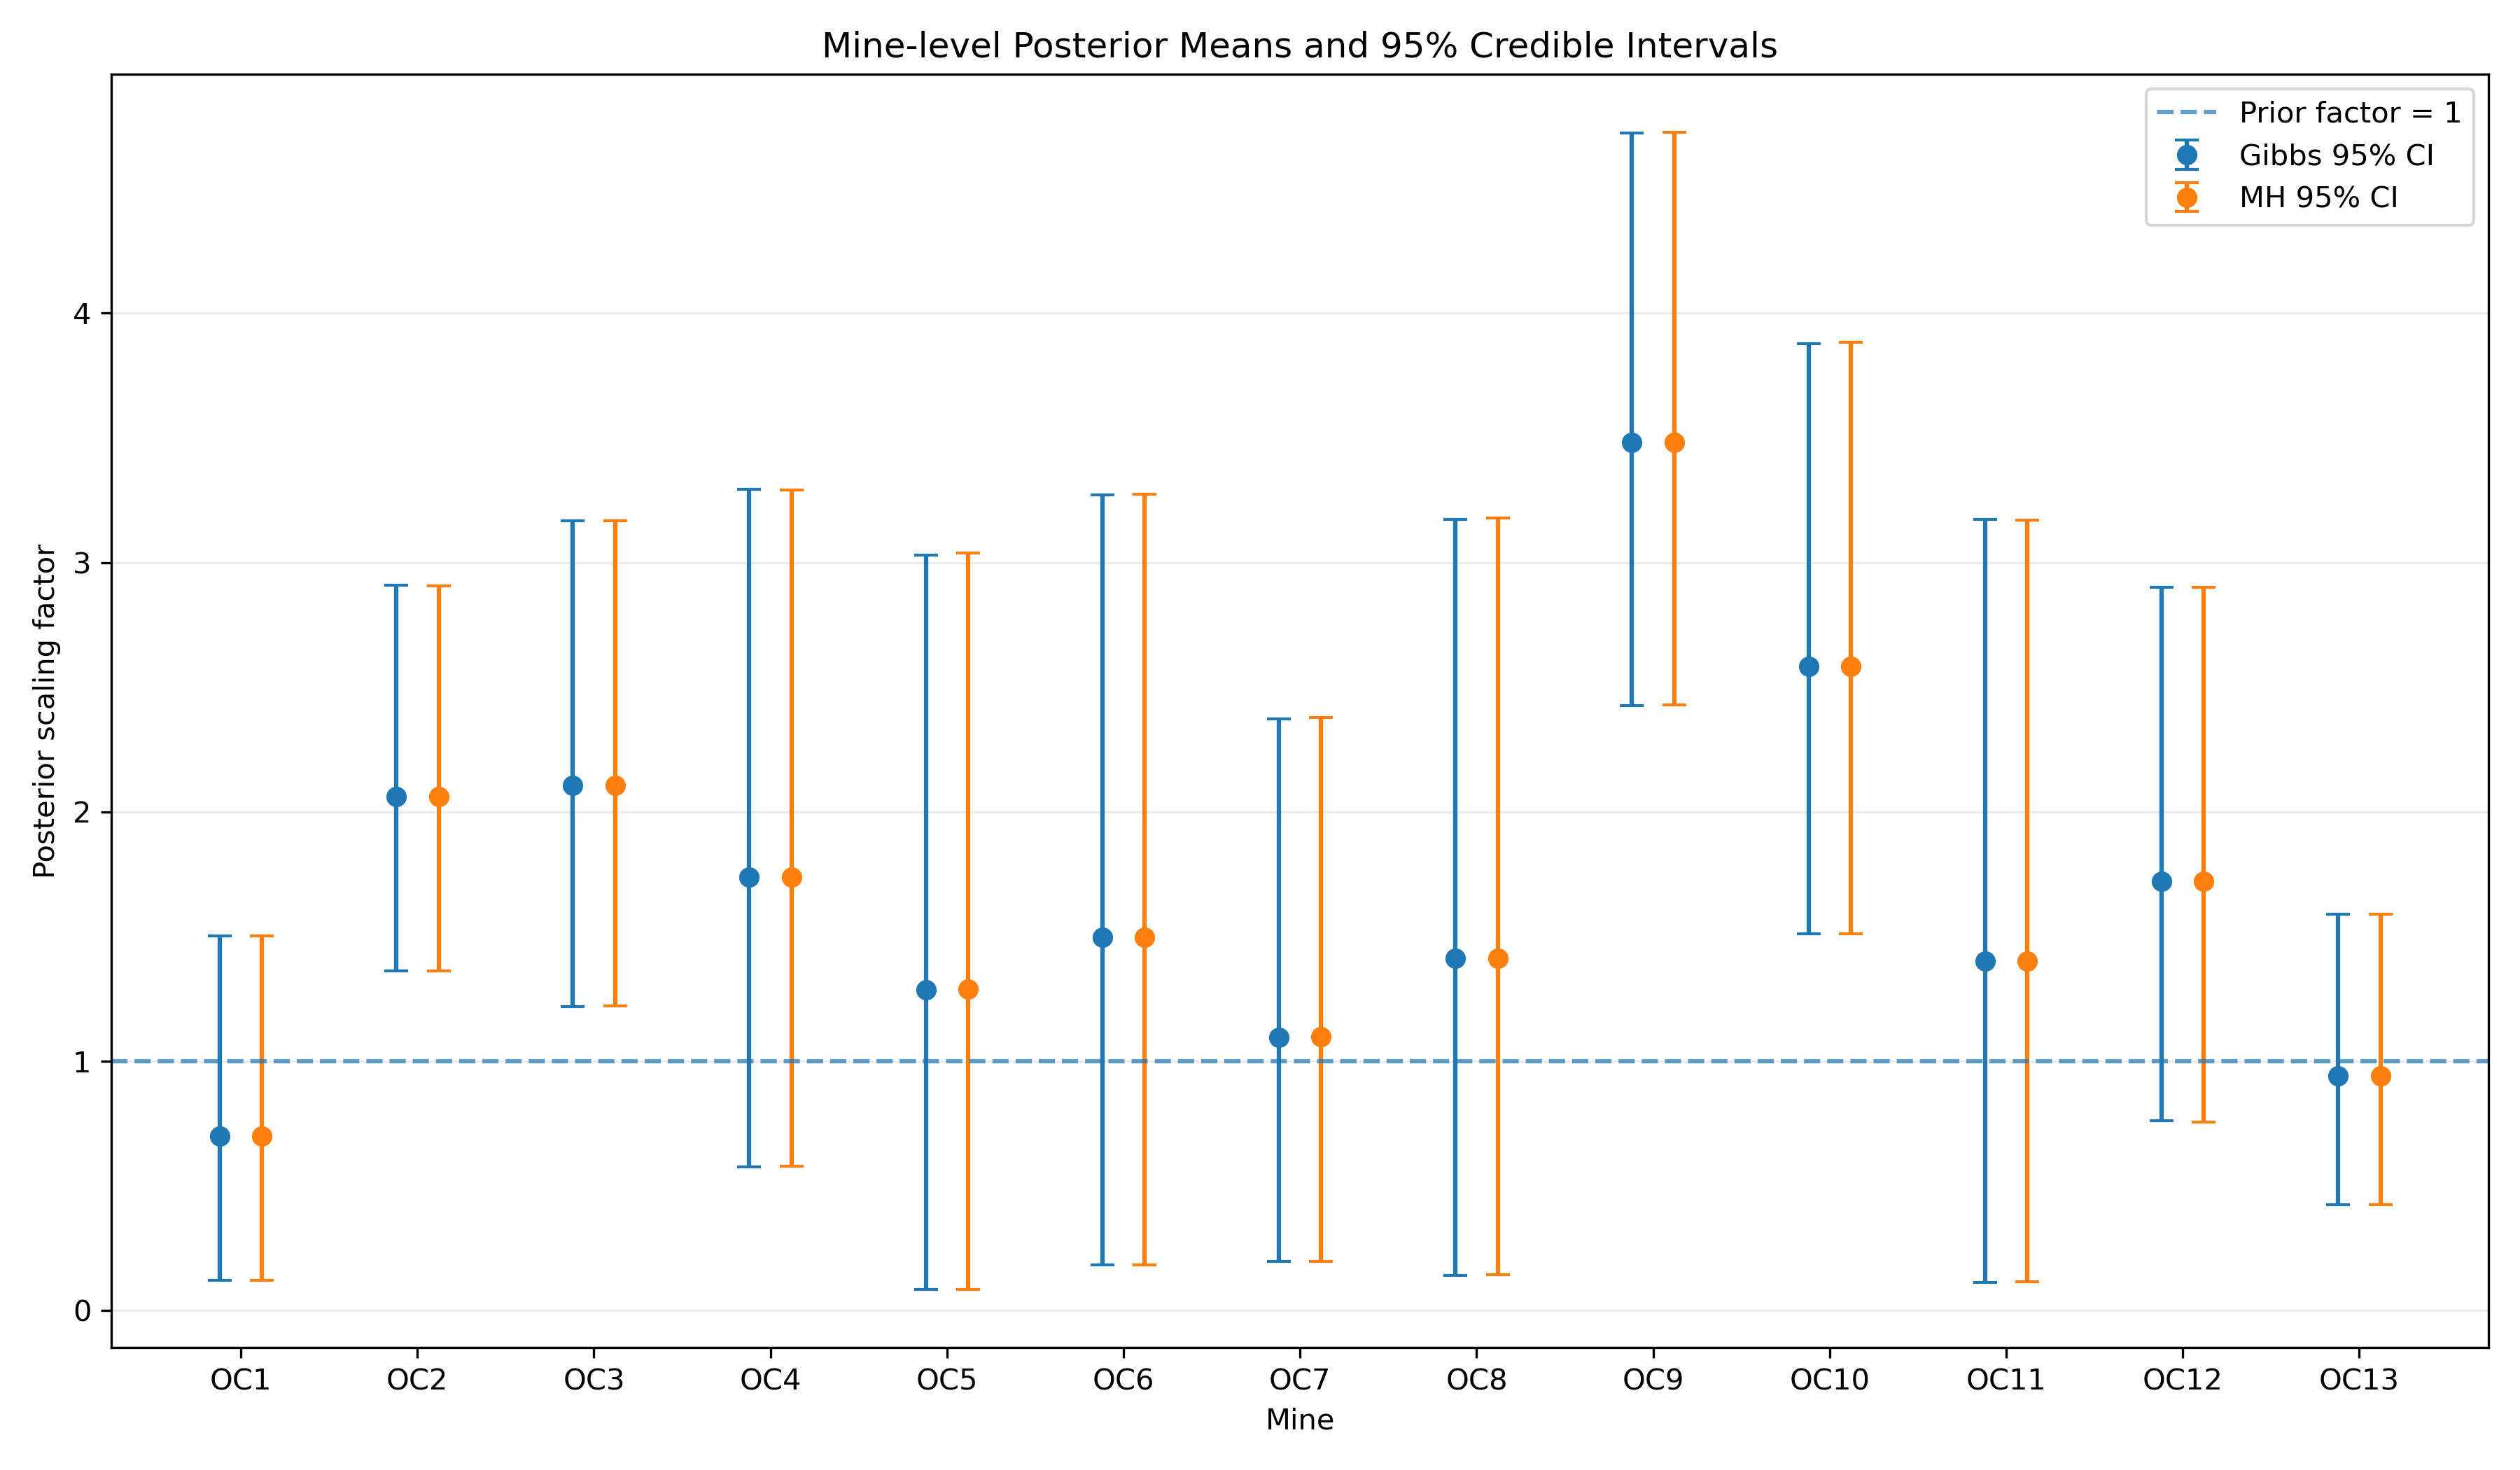 Mine-level Posterior Means and 95% Credible Intervals
Prior factor = 1
Gibbs 95% CI
MH 95% CI
Posterior scaling factor
4
3
2
1
0
OC1 OC2 OC3 OC4 OC5 OC6 OC7 OC8 OC9 OC10 OC11 OC12 OC13
Mine